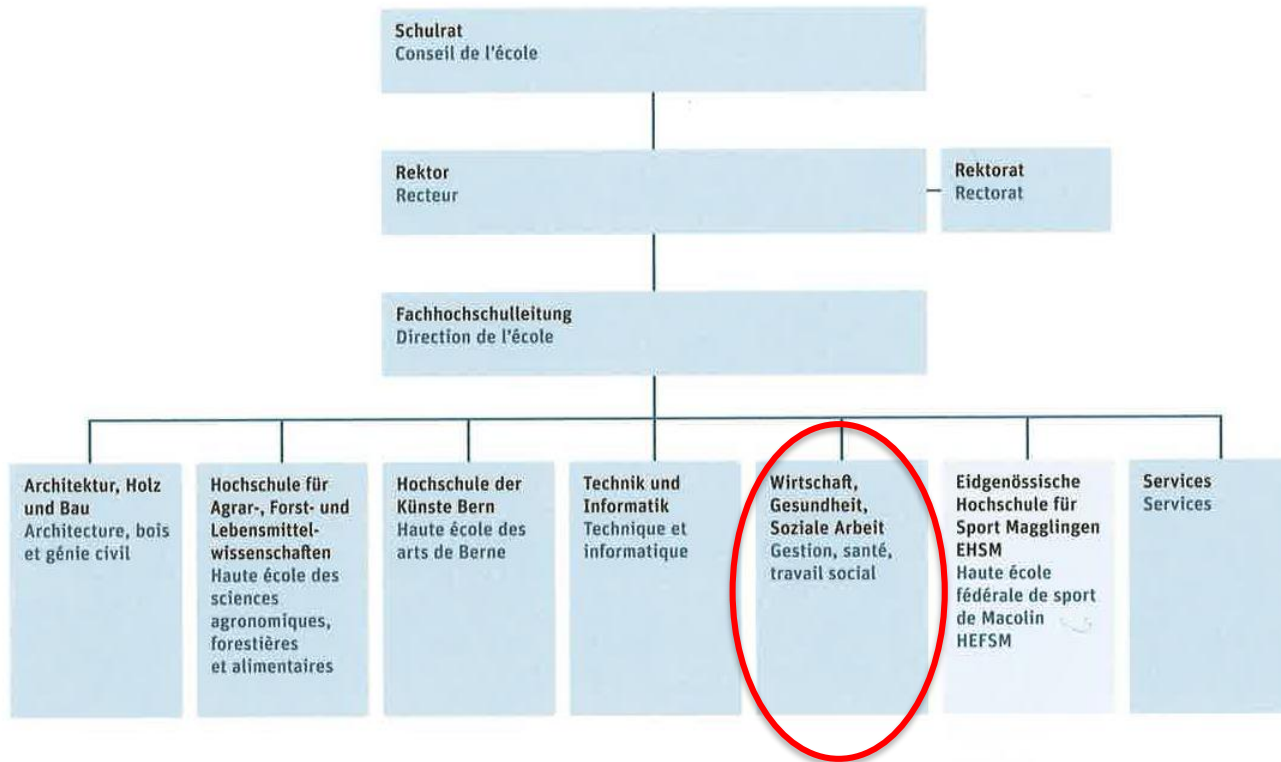 Schulrat
Conseil de l'école
Rektor
Recteur
Rektorat
Rectorat
Fachhochschulleitung
Direction de l'école
Architektur, Holz
und Bau
Architecture, bois
et génie civil
Hochschule für
Agrar-, Forst- und
Lebensmittel-
wissenschaften
Haute école des
sciences
agronomiques,
forestières
et alimentaires
Hochschule der
Künste Bern
Haute école des
arts de Berne
Technik und
Informatik
Technique et
informatique
Wirtschaft,
Gesundheit,
Soziale Arbeit
Gestion, santé,
travail social
Eidgenössische
Hochschule für
Sport Magglingen
EHSM
Haute école
fédérale de sport
de Macolin
HEFSM
Services
Services